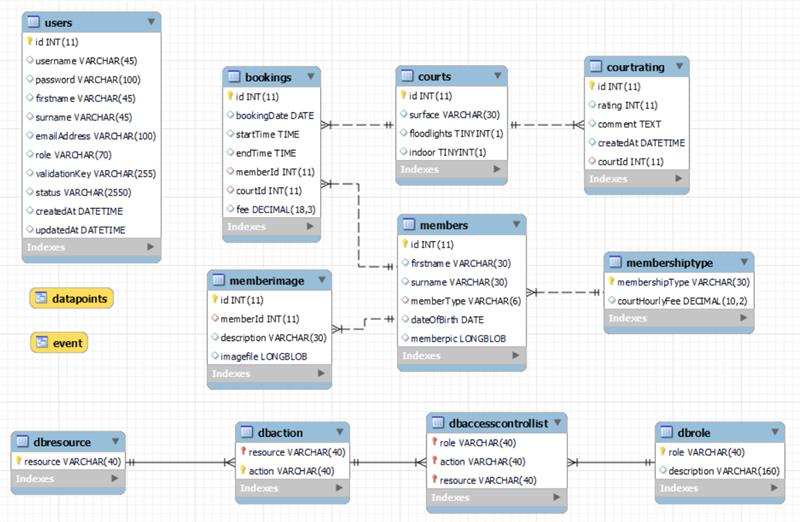 users
id INT(11)
username VARCHAR(45)
password VARCHAR(100)
firstname VARCHAR(45)
surname VARCHAR(45)
emailAddress VARCHAR(100)
role VARCHAR(70)
validationKey VARCHAR(255)
status VARCHAR(2550)
createdAt DATETIME
updatedAt DATETIME
Indexes
bookings
id INT(11)
bookingDate DATE
startTime TIME
endTime TIME
memberId INT(11)
courtId INT(11)
fee DECIMAL(18,3)
Indexes
courts
id INT(11)
surface VARCHAR(30)
floodlights TINYINT(1)
indoor TINYINT(1)
Indexes
courtrating
id INT(11)
rating INT(11)
comment TEXT
createdAt DATETIME
courtId INT(11)
Indexes
members
id INT(11)
firstname VARCHAR(30)
surname VARCHAR(30)
memberType VARCHAR(6)
dateOfBirth DATE
memberpic LONGBLOB
Indexes
membershiptype
membershipType VARCHAR(30)
courtHourlyFee DECIMAL(10,2)
Indexes
memberimage
id INT(11)
memberId INT(11)
description VARCHAR(30)
imagefile LONGBLOB
Indexes
datapoints
event
dbresource
resource VARCHAR(40)
Indexes
dbaction
resource VARCHAR(40)
action VARCHAR(40)
Indexes
dbaccesscontrollist
role VARCHAR(40)
action VARCHAR(40)
resource VARCHAR(40)
Indexes
dbrole
role VARCHAR(40)
description VARCHAR(160)
Indexes